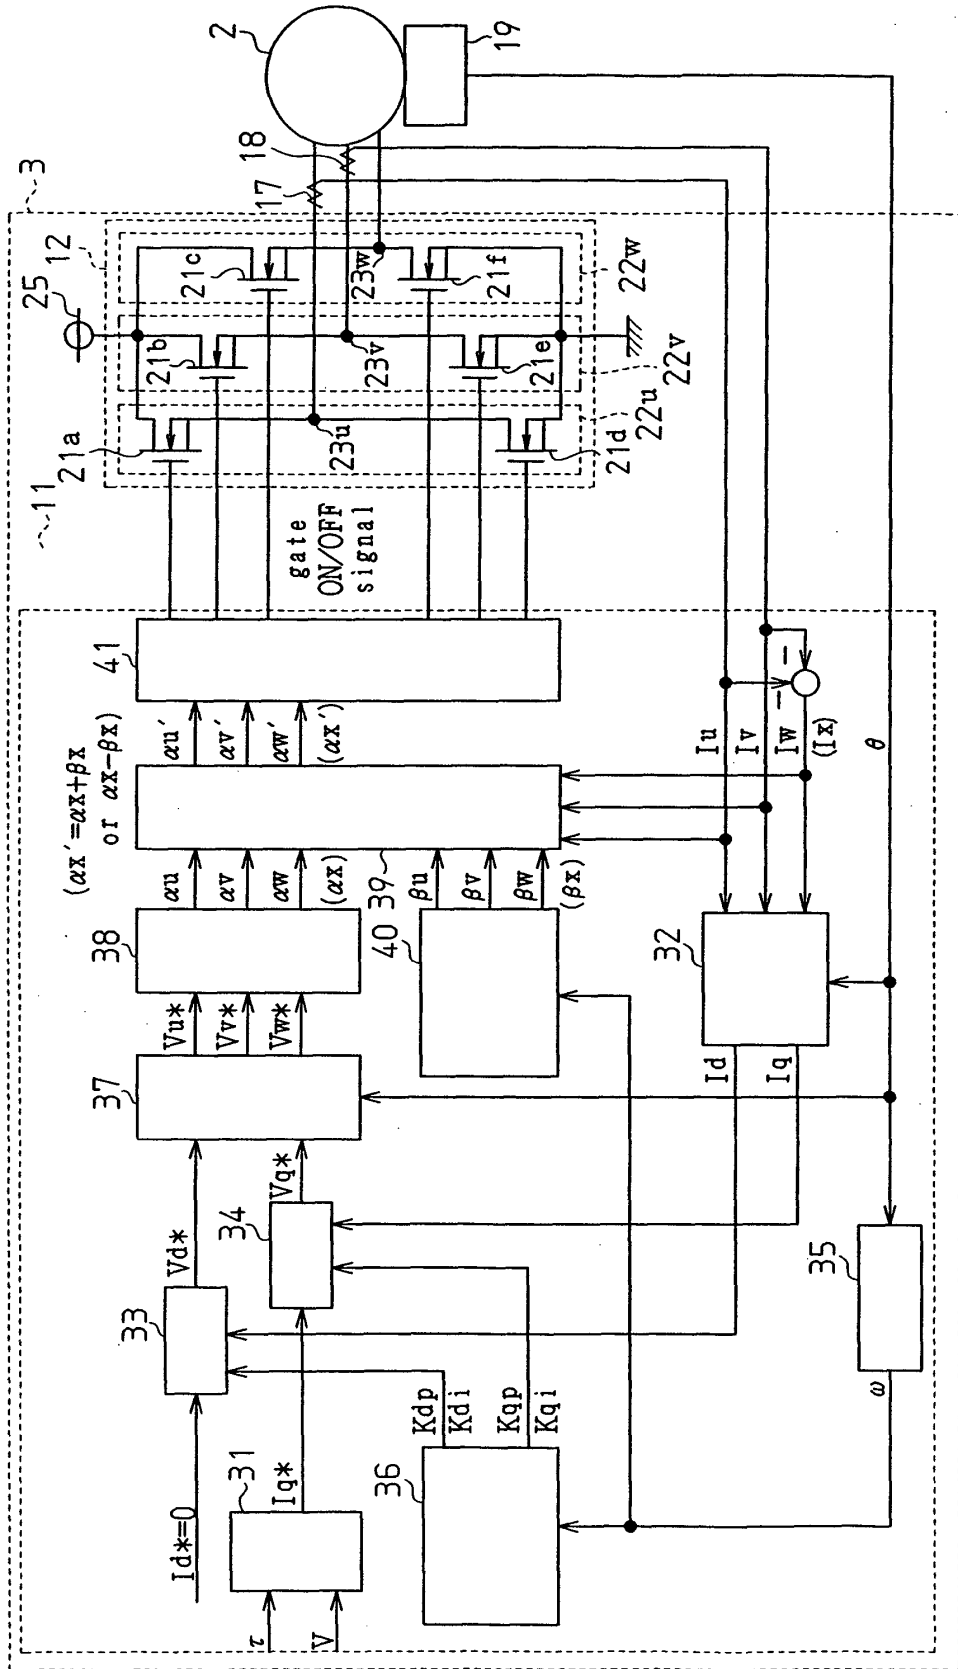 3
11
12
25
2
19
17
18
21a
21b
21c
21d
21e
21f
22u
22v
22w
23u
23v
23w
gate
ON/OFF
signal
41
(αx′=αx+βx
or αx−βx)
αu′
αv′
αw′
(αx′)
39
38
αu
αv
αw
(αx)
40
βu
βv
βw
(βx)
37
Vu*
Vv*
Vw*
33
Vd*
34
Vq*
Id*=0
31
Iq*
τ
V
36
Kdp
Kdi
Kqp
Kqi
32
Id
Iq
Iu
Iv
Iw
(Ix)
−
−
θ
35
ω